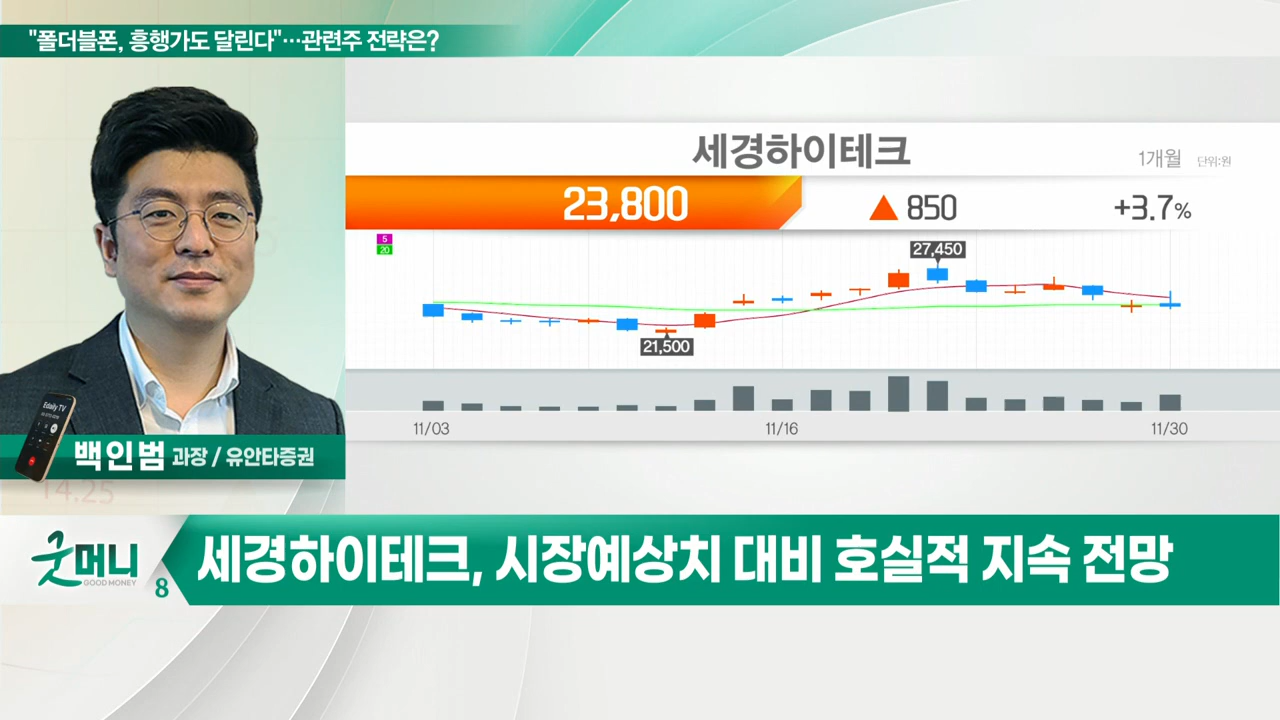 "폴더블폰, 흥행가도 달린다"…관련주 전략은?
세경하이테크
1개월 단위:원
23,800 ▲ 850 +3.7%
5
20
27,450
21,500
11/03 11/16 11/30
Edaily TV
백인범 과장 / 유안타증권
14.25
굿머니
GOOD MONEY
8
세경하이테크, 시장예상치 대비 호실적 지속 전망